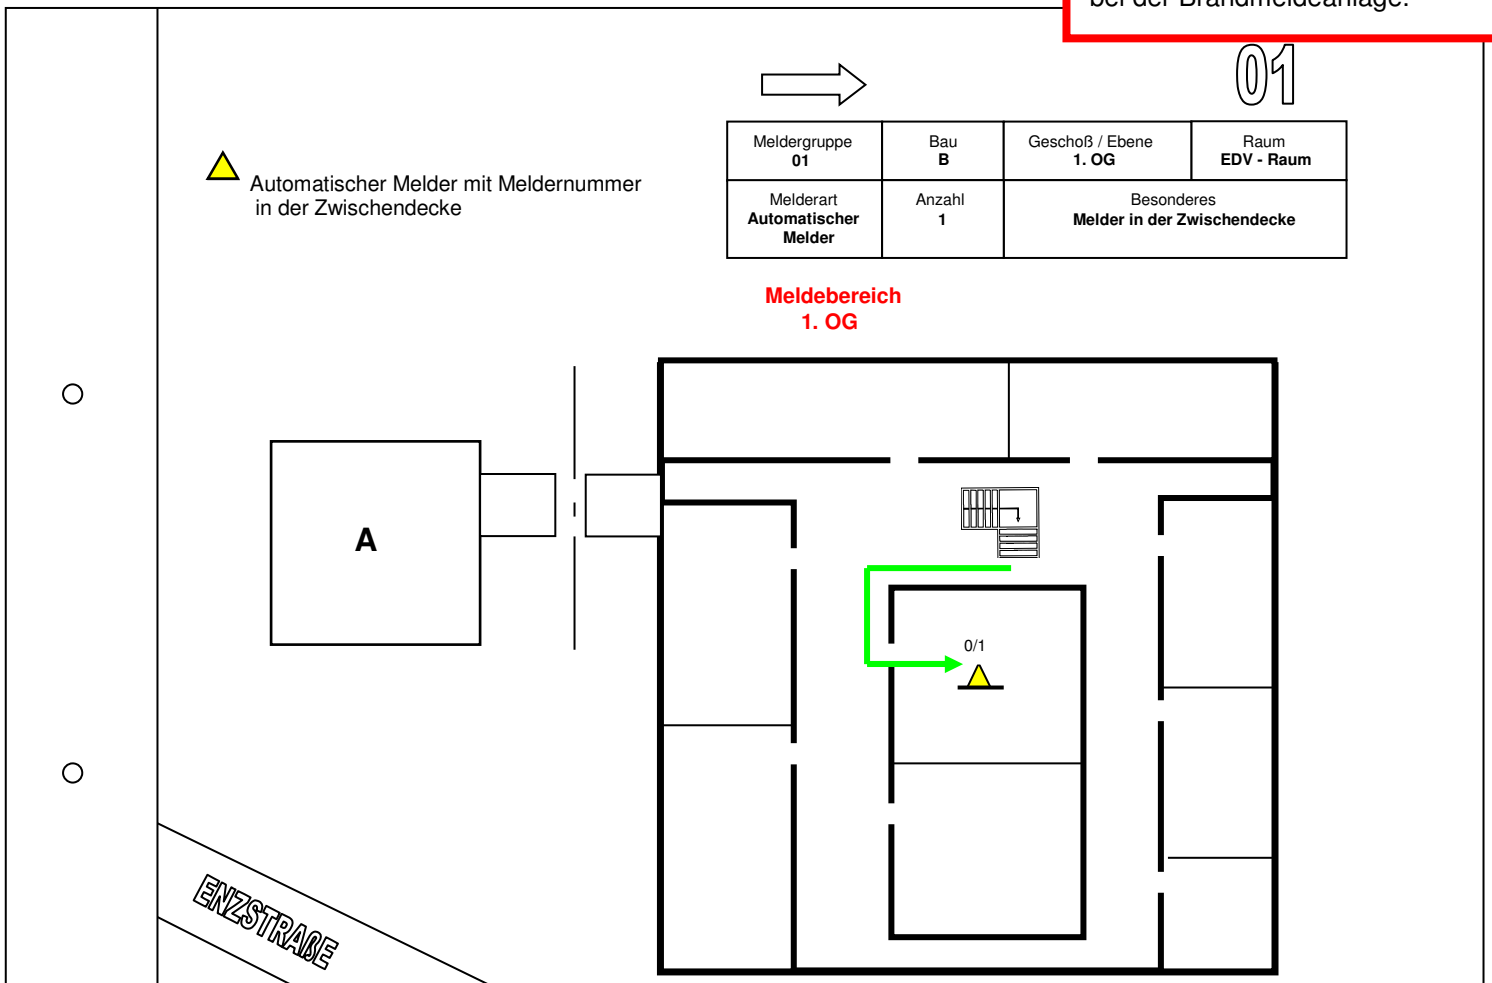 bei der Brandmeldeanlage.
01
Meldergruppe
01
Bau
B
Geschoß / Ebene
1. OG
Raum
EDV - Raum
Automatischer Melder mit Meldernummer
in der Zwischendecke
Melderart
Automatischer
Melder
Anzahl
1
Besonderes
Melder in der Zwischendecke
Meldebereich
1. OG
A
0/1
ENZSTRAßE